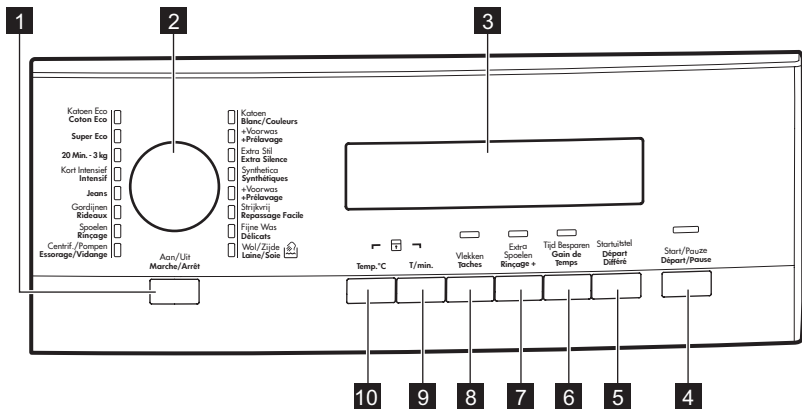 1
2
3
Katoen Eco
Coton Eco
Super Eco
20 Min. - 3 kg
Kort Intensief
Intensif
Jeans
Gordijnen
Rideaux
Spoelen
Rinçage
Centrif./Pompen
Essorage/Vidange
Katoen
Blanc/Couleurs
+Voorwas
+Prélavage
Extra Stil
Extra Silence
Synthetica
Synthétiques
+Voorwas
+Prélavage
Strijkvrij
Repassage Facile
Fijne Was
Délicats
Wol/Zijde
Laine/Soie
Aan/Uit
Marche/Arrêt
Temp.°C
T/min.
Vlekken
Taches
Extra
Spoelen
Rinçage +
Tijd Besparen
Gain de
Temps
Startuitstel
Départ
Différé
Start/Pauze
Départ/Pause
10
9
8
7
6
5
4